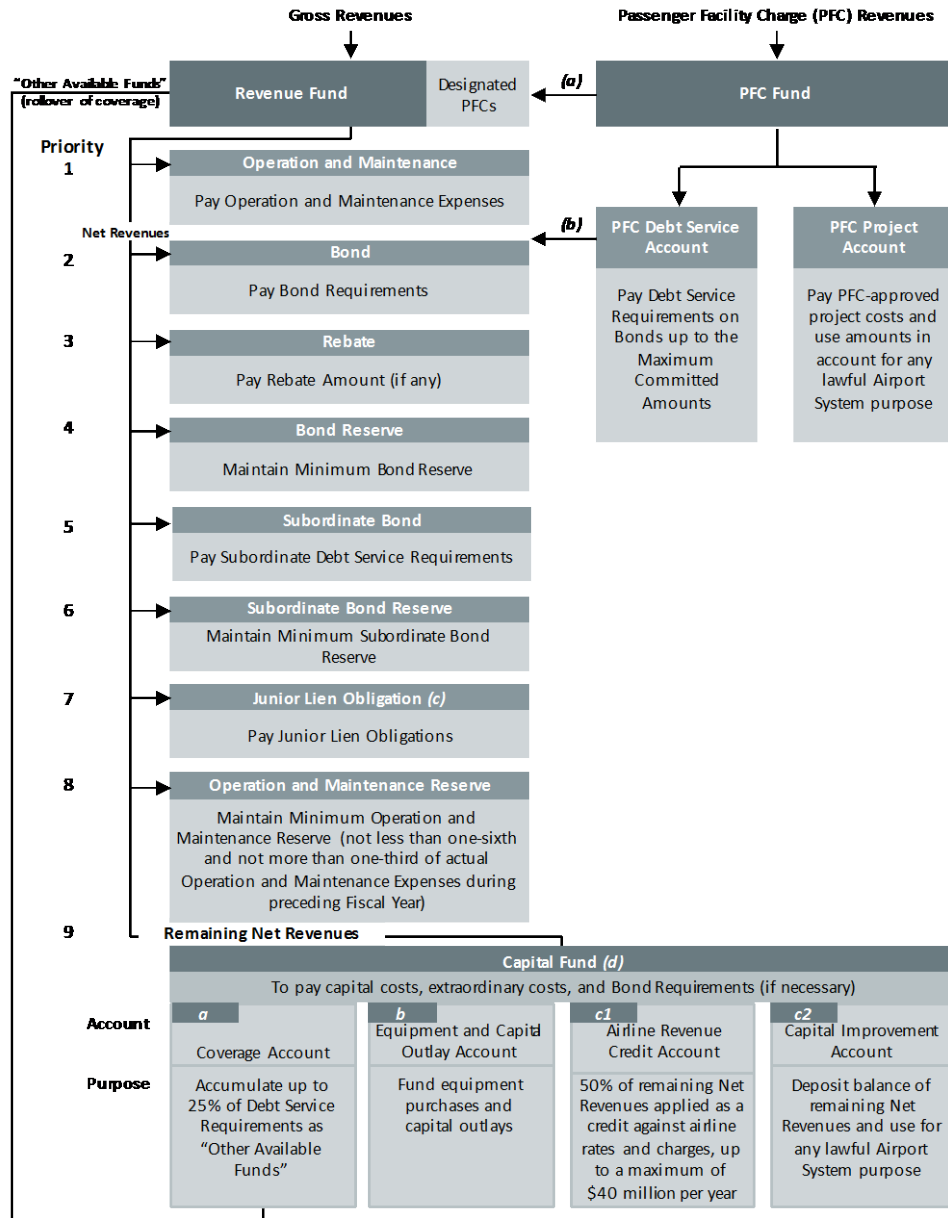 Gross Revenues
Passenger Facility Charge (PFC) Revenues
"Other Available Funds"
(rollover of coverage)
Revenue Fund
Designated
PFCs
(a)
PFC Fund
Priority
1
Operation and Maintenance
Pay Operation and Maintenance Expenses
Net Revenues
(b)
PFC Debt Service
Account
Pay Debt Service
Requirements on
Bonds up to the
Maximum
Committed
Amounts
PFC Project
Account
Pay PFC-approved
project costs and
use amounts in
account for any
lawful Airport
System purpose
2
Bond
Pay Bond Requirements
3
Rebate
Pay Rebate Amount (if any)
4
Bond Reserve
Maintain Minimum Bond Reserve
5
Subordinate Bond
Pay Subordinate Debt Service Requirements
6
Subordinate Bond Reserve
Maintain Minimum Subordinate Bond
Reserve
7
Junior Lien Obligation (c)
Pay Junior Lien Obligations
8
Operation and Maintenance Reserve
Maintain Minimum Operation and
Maintenance Reserve (not less than one-sixth
and not more than one-third of actual
Operation and Maintenance Expenses during
preceding Fiscal Year)
9
Remaining Net Revenues
Capital Fund (d)
To pay capital costs, extraordinary costs, and Bond Requirements (if necessary)
Account
a
Coverage Account
b
Equipment and Capital
Outlay Account
c1
Airline Revenue
Credit Account
c2
Capital Improvement
Account
Purpose
Accumulate up to
25% of Debt Service
Requirements as
"Other Available
Funds"
Fund equipment
purchases and
capital outlays
50% of remaining Net
Revenues applied as a
credit against airline
rates and charges, up
to a maximum of
$40 million per year
Deposit balance of
remaining Net
Revenues and use for
any lawful Airport
System purpose